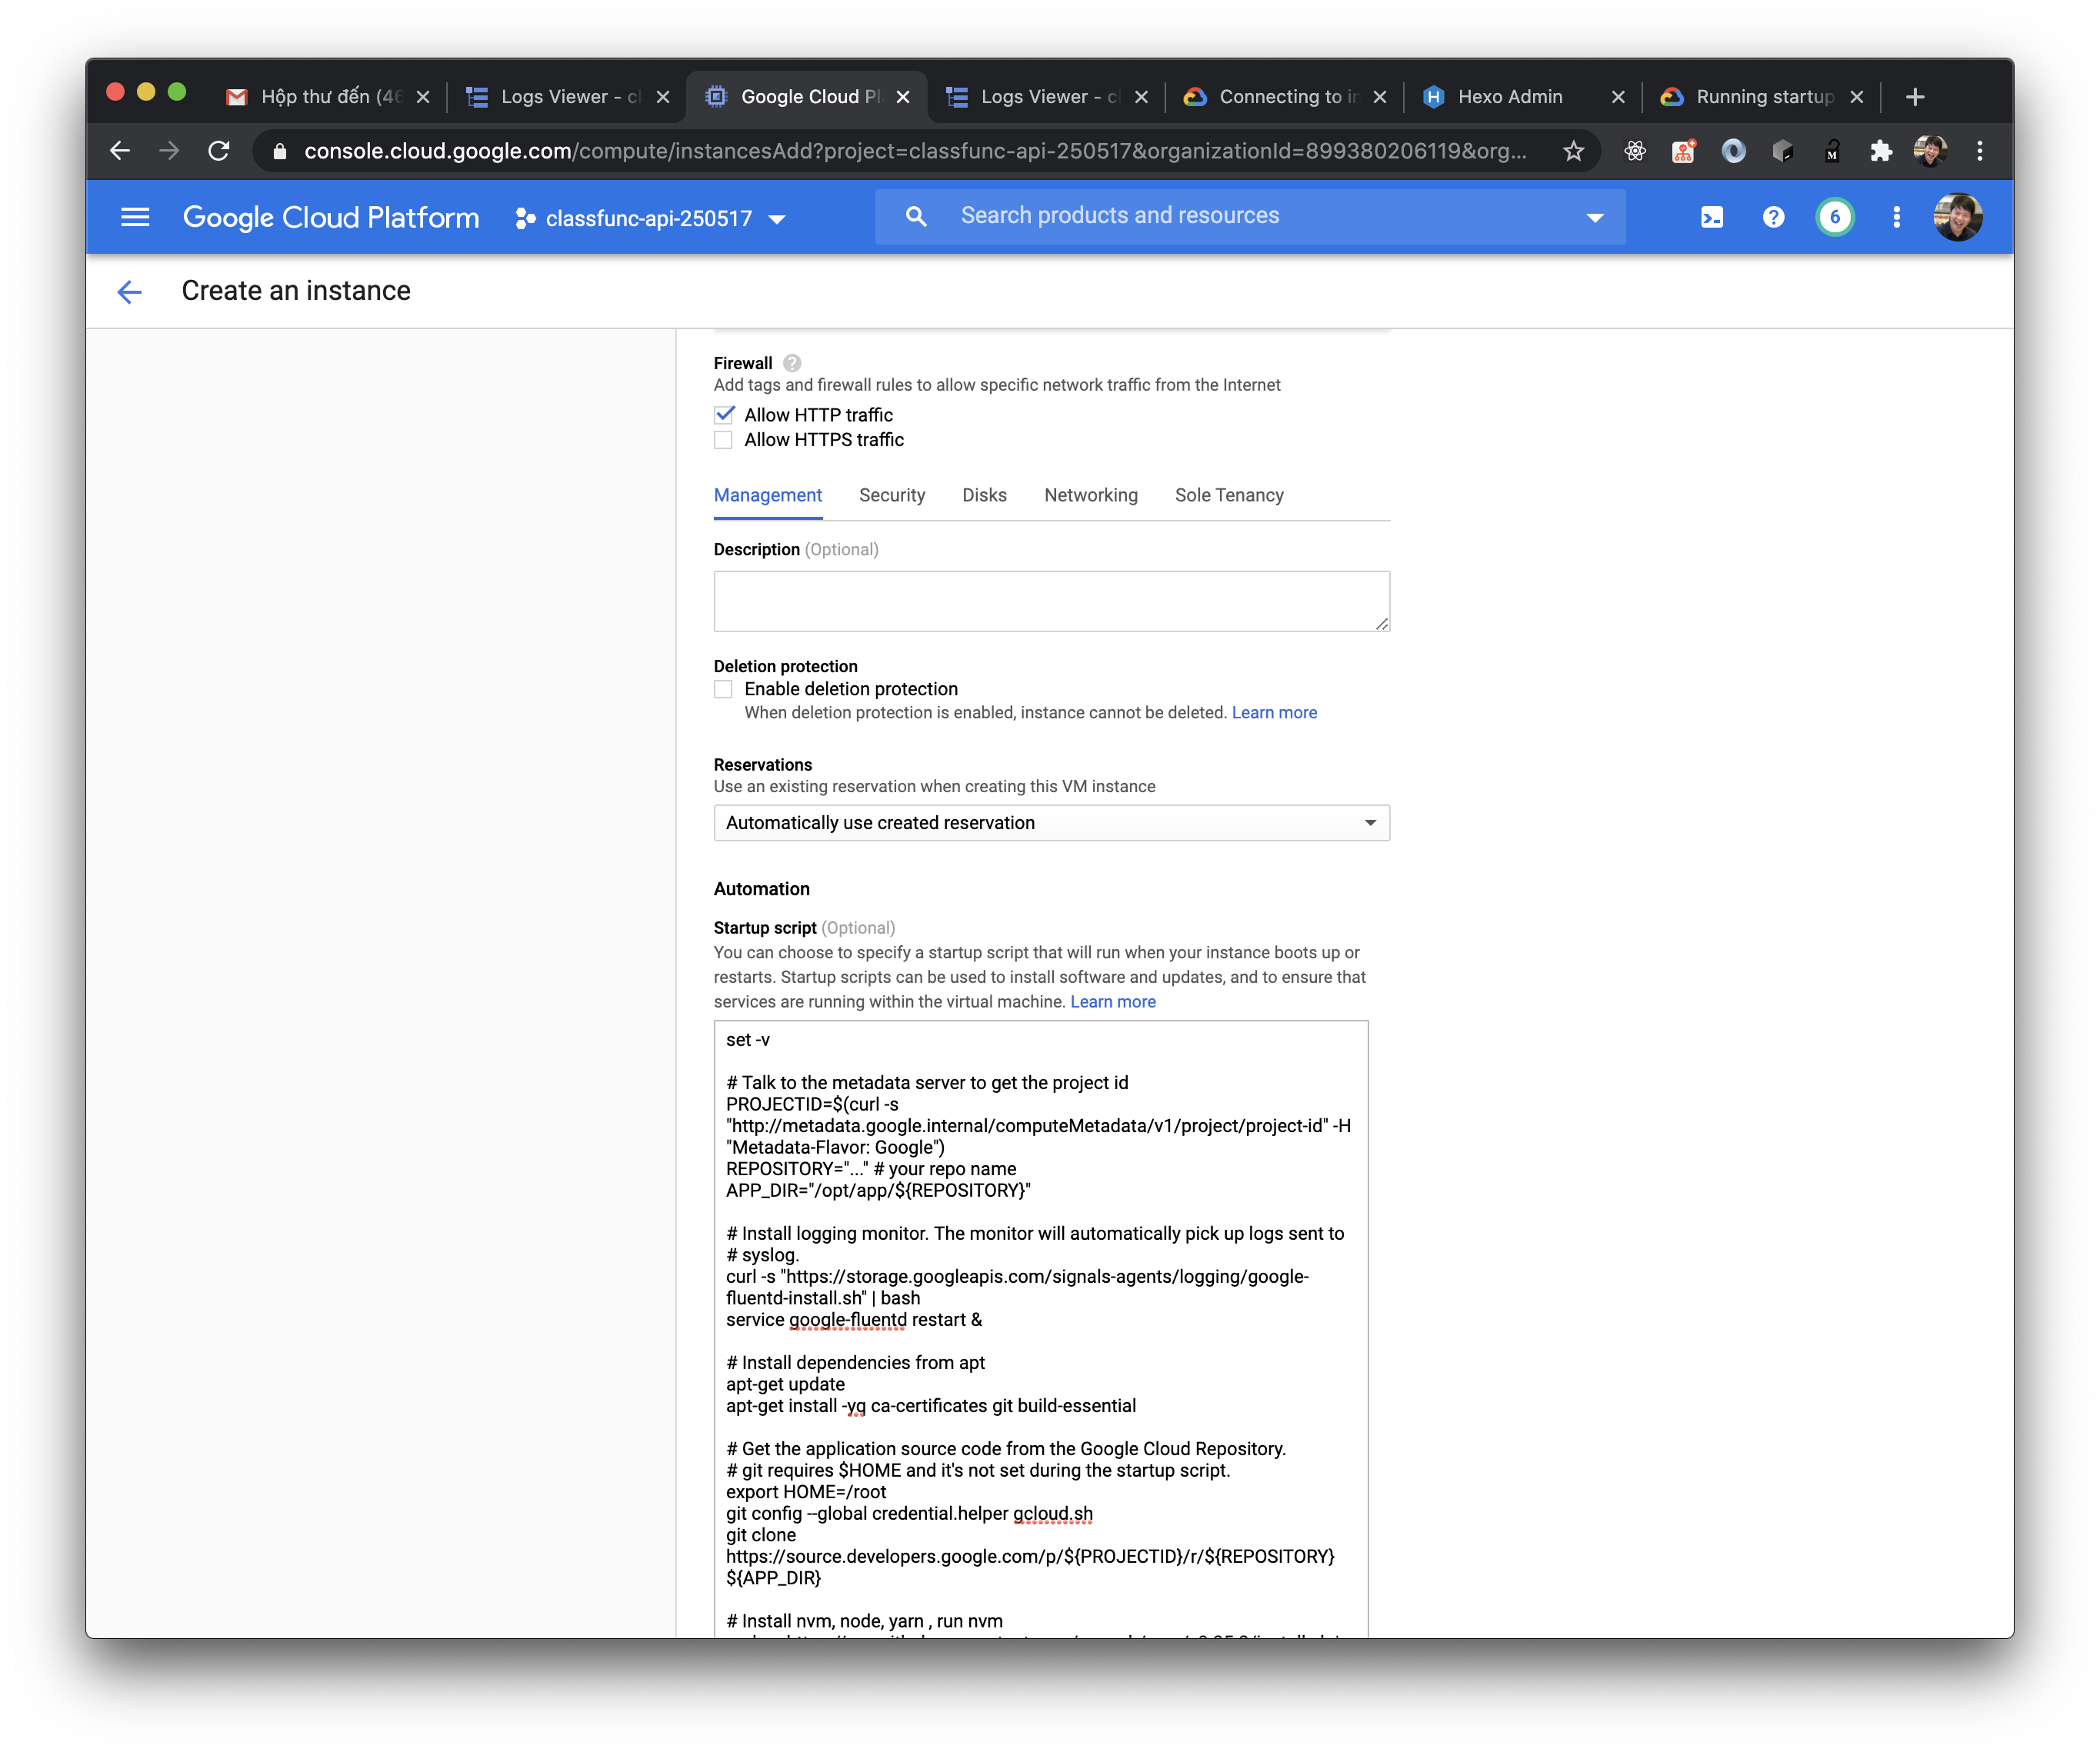 Hộp thư đến (46
Logs Viewer - cl
Google Cloud Pl
Logs Viewer - cl
Connecting to in
Hexo Admin
Running startup
console.cloud.google.com/compute/instancesAdd?project=classfunc-api-250517&organizationId=899380206119&org...
Google Cloud Platform
classfunc-api-250517
Search products and resources
6
Create an instance
Firewall
Add tags and firewall rules to allow specific network traffic from the Internet
Allow HTTP traffic
Allow HTTPS traffic
Management Security Disks Networking Sole Tenancy
Description (Optional)
Deletion protection
Enable deletion protection
When deletion protection is enabled, instance cannot be deleted. Learn more
Reservations
Use an existing reservation when creating this VM instance
Automatically use created reservation
Automation
Startup script (Optional)
You can choose to specify a startup script that will run when your instance boots up or
restarts. Startup scripts can be used to install software and updates, and to ensure that
services are running within the virtual machine. Learn more
set -v
# Talk to the metadata server to get the project id
PROJECTID=$(curl -s
"http://metadata.google.internal/computeMetadata/v1/project/project-id" -H
"Metadata-Flavor: Google")
REPOSITORY="..." # your repo name
APP_DIR="/opt/app/${REPOSITORY}"
# Install logging monitor. The monitor will automatically pick up logs sent to
# syslog.
curl -s "https://storage.googleapis.com/signals-agents/logging/google-
fluentd-install.sh" | bash
service google-fluentd restart &
# Install dependencies from apt
apt-get update
apt-get install -yq ca-certificates git build-essential
# Get the application source code from the Google Cloud Repository.
# git requires $HOME and it's not set during the startup script.
export HOME=/root
git config --global credential.helper gcloud.sh
git clone
https://source.developers.google.com/p/${PROJECTID}/r/${REPOSITORY}
${APP_DIR}
# Install nvm, node, yarn , run nvm